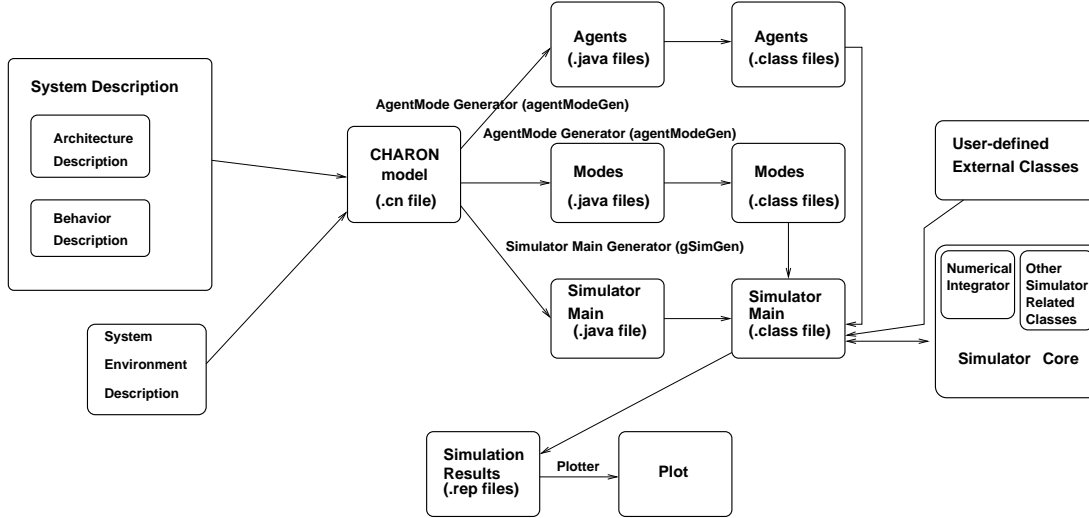 System Description
Architecture
Description
Behavior
Description
System
Environment
Description
CHARON
model
(.cn file)
Agents
(.java files)
Agents
(.class files)
AgentMode Generator (agentModeGen)
AgentMode Generator (agentModeGen)
Modes
(.java files)
Modes
(.class files)
Simulator Main Generator (gSimGen)
Simulator
Main
(.java file)
Simulator
Main
(.class file)
User-defined
External Classes
Numerical
Integrator
Other
Simulator
Related
Classes
Simulator Core
Simulation
Results
(.rep files)
Plotter
Plot